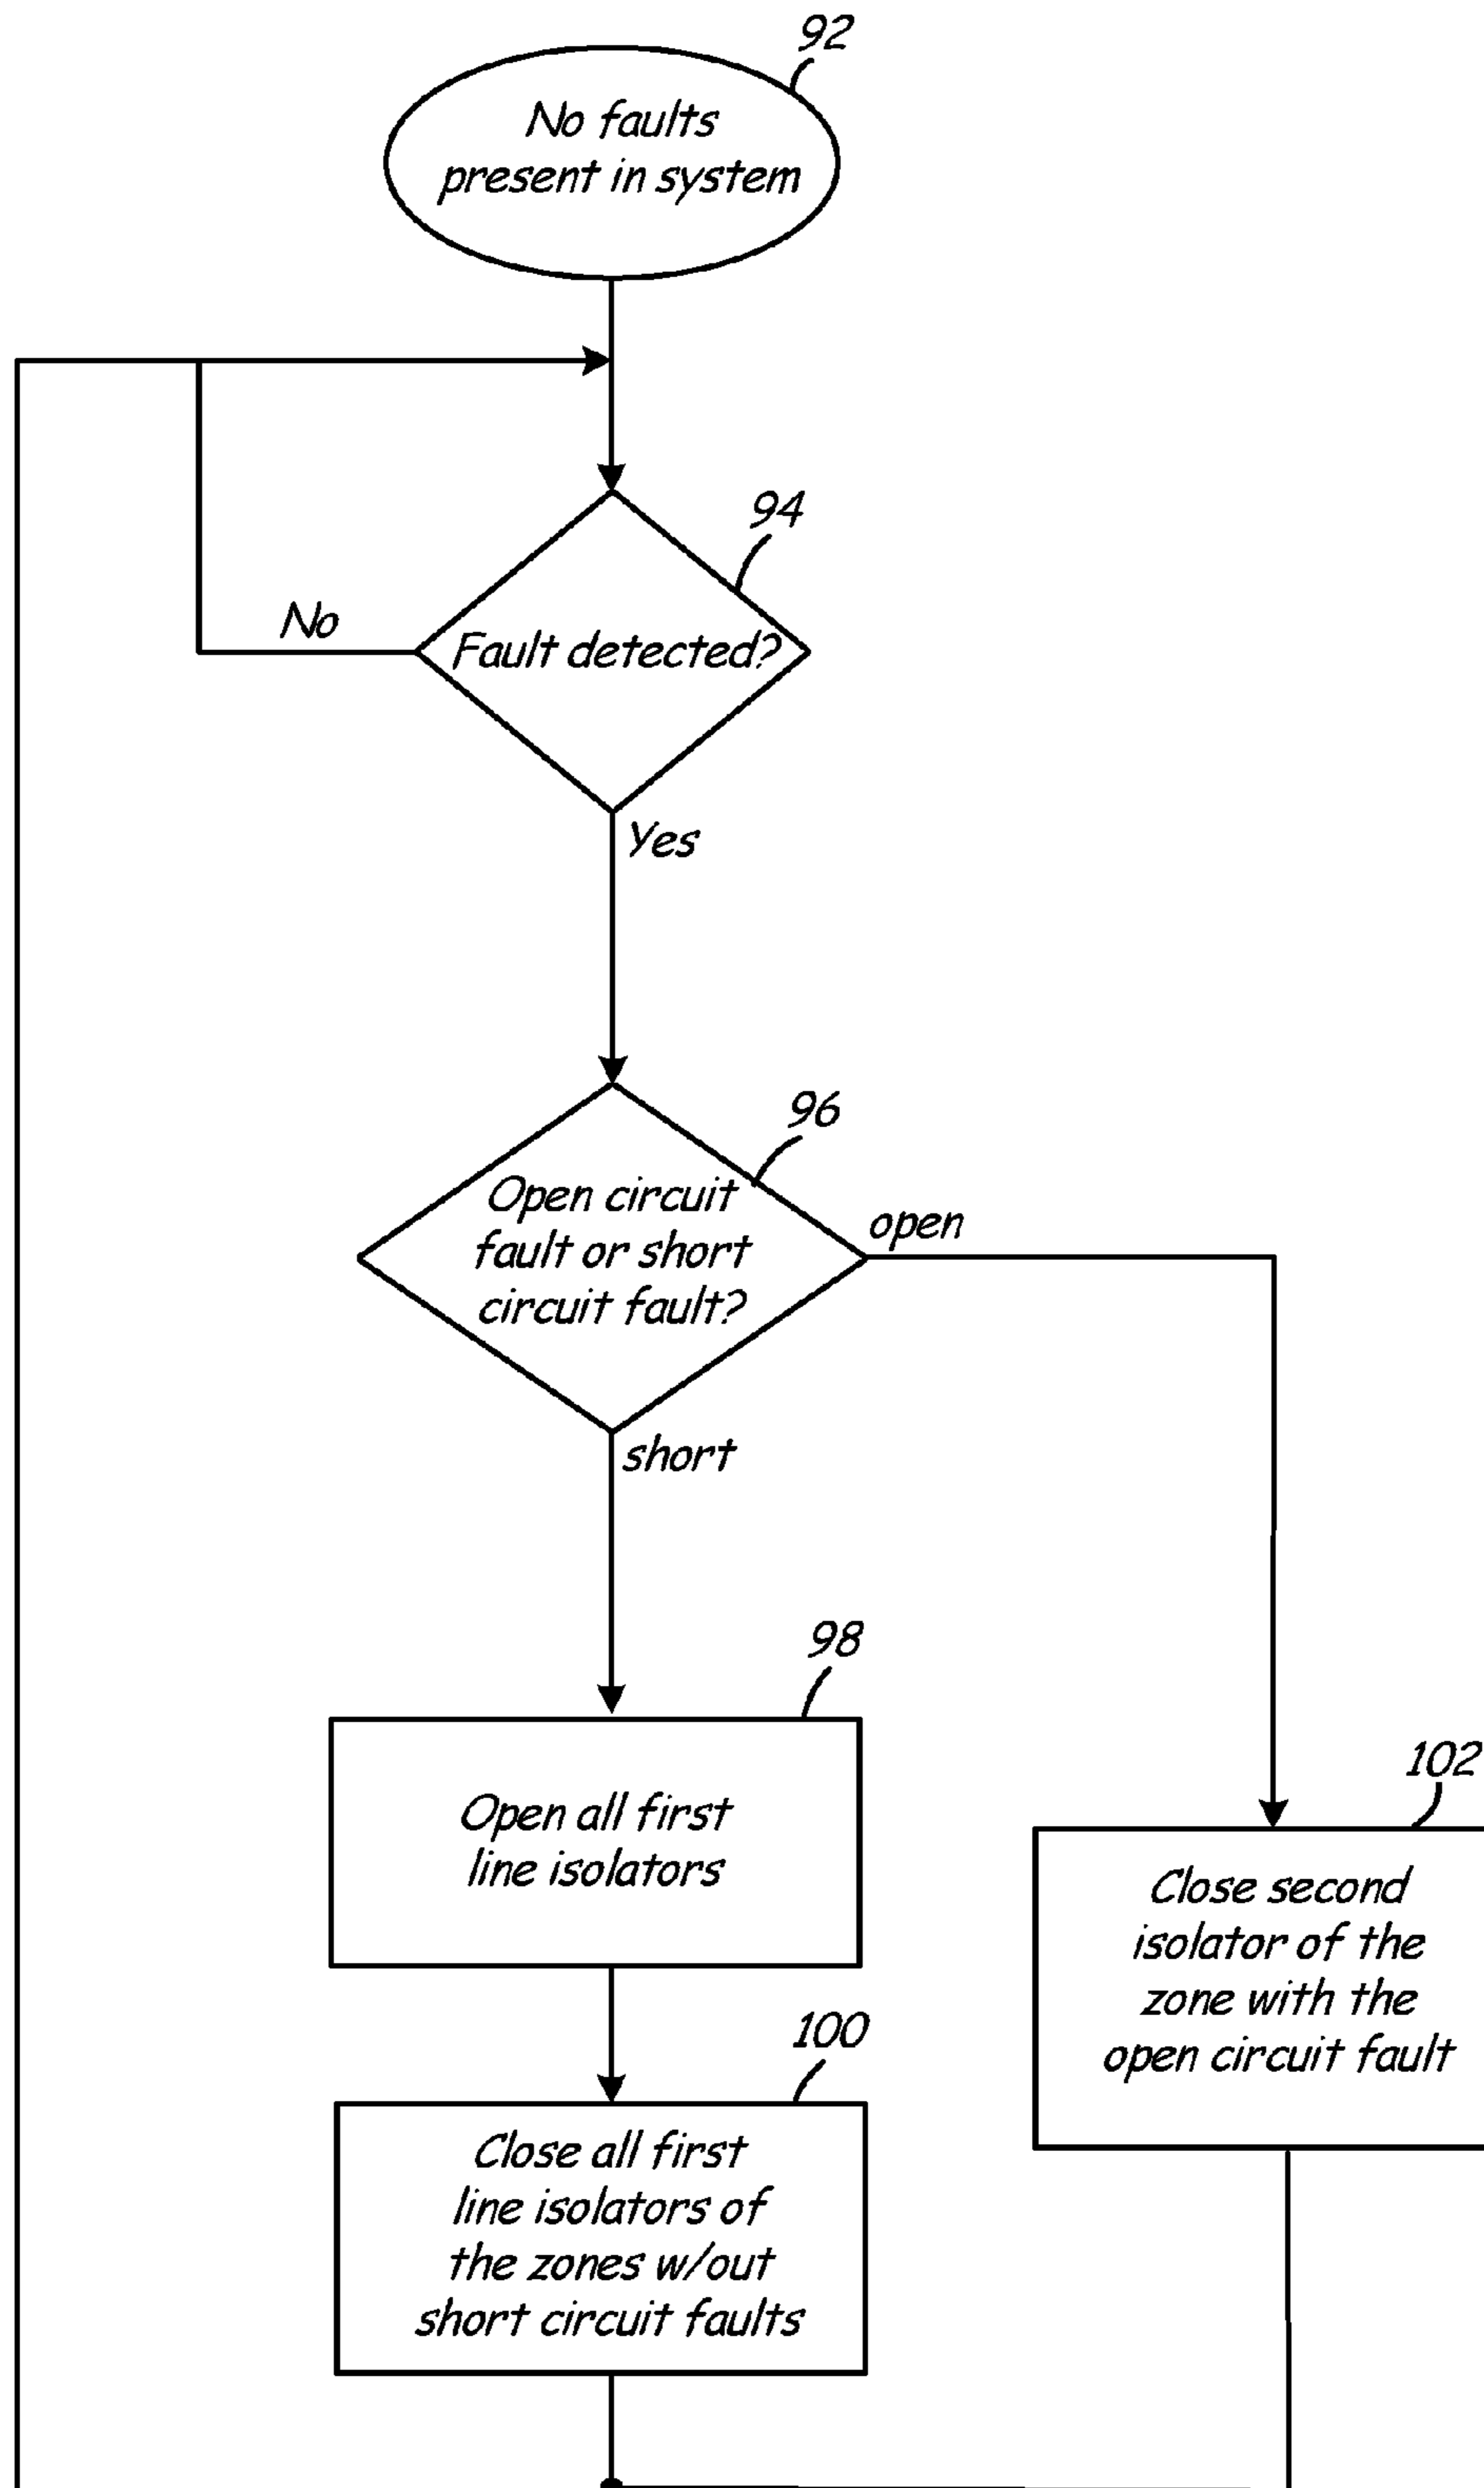 92
No faults
present in system
94
No
Fault detected?
Yes
96
Open circuit
fault or short
circuit fault?
open
short
98
Open all first
line isolators
102
Close second
isolator of the
zone with the
open circuit fault
100
Close all first
line isolators of
the zones w/out
short circuit faults